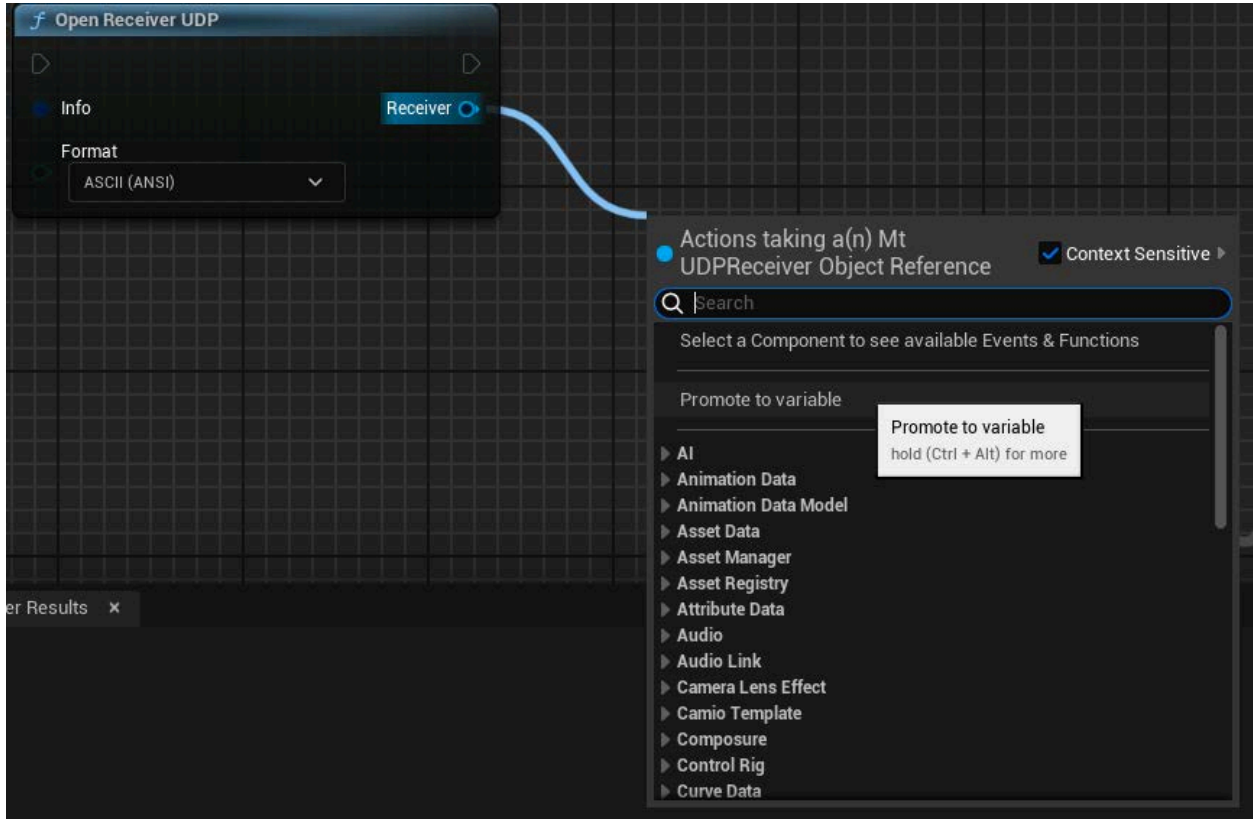 f Open Receiver UDP
Info
Receiver
Format
ASCII (ANSI)
Actions taking a(n) Mt
UDPReceiver Object Reference
Context Sensitive
Search
Select a Component to see available Events & Functions
Promote to variable
Promote to variable
hold (Ctrl + Alt) for more
AI
Animation Data
Animation Data Model
Asset Data
Asset Manager
Asset Registry
Attribute Data
Audio
Audio Link
Camera Lens Effect
Camio Template
Composure
Control Rig
Curve Data
er Results ×